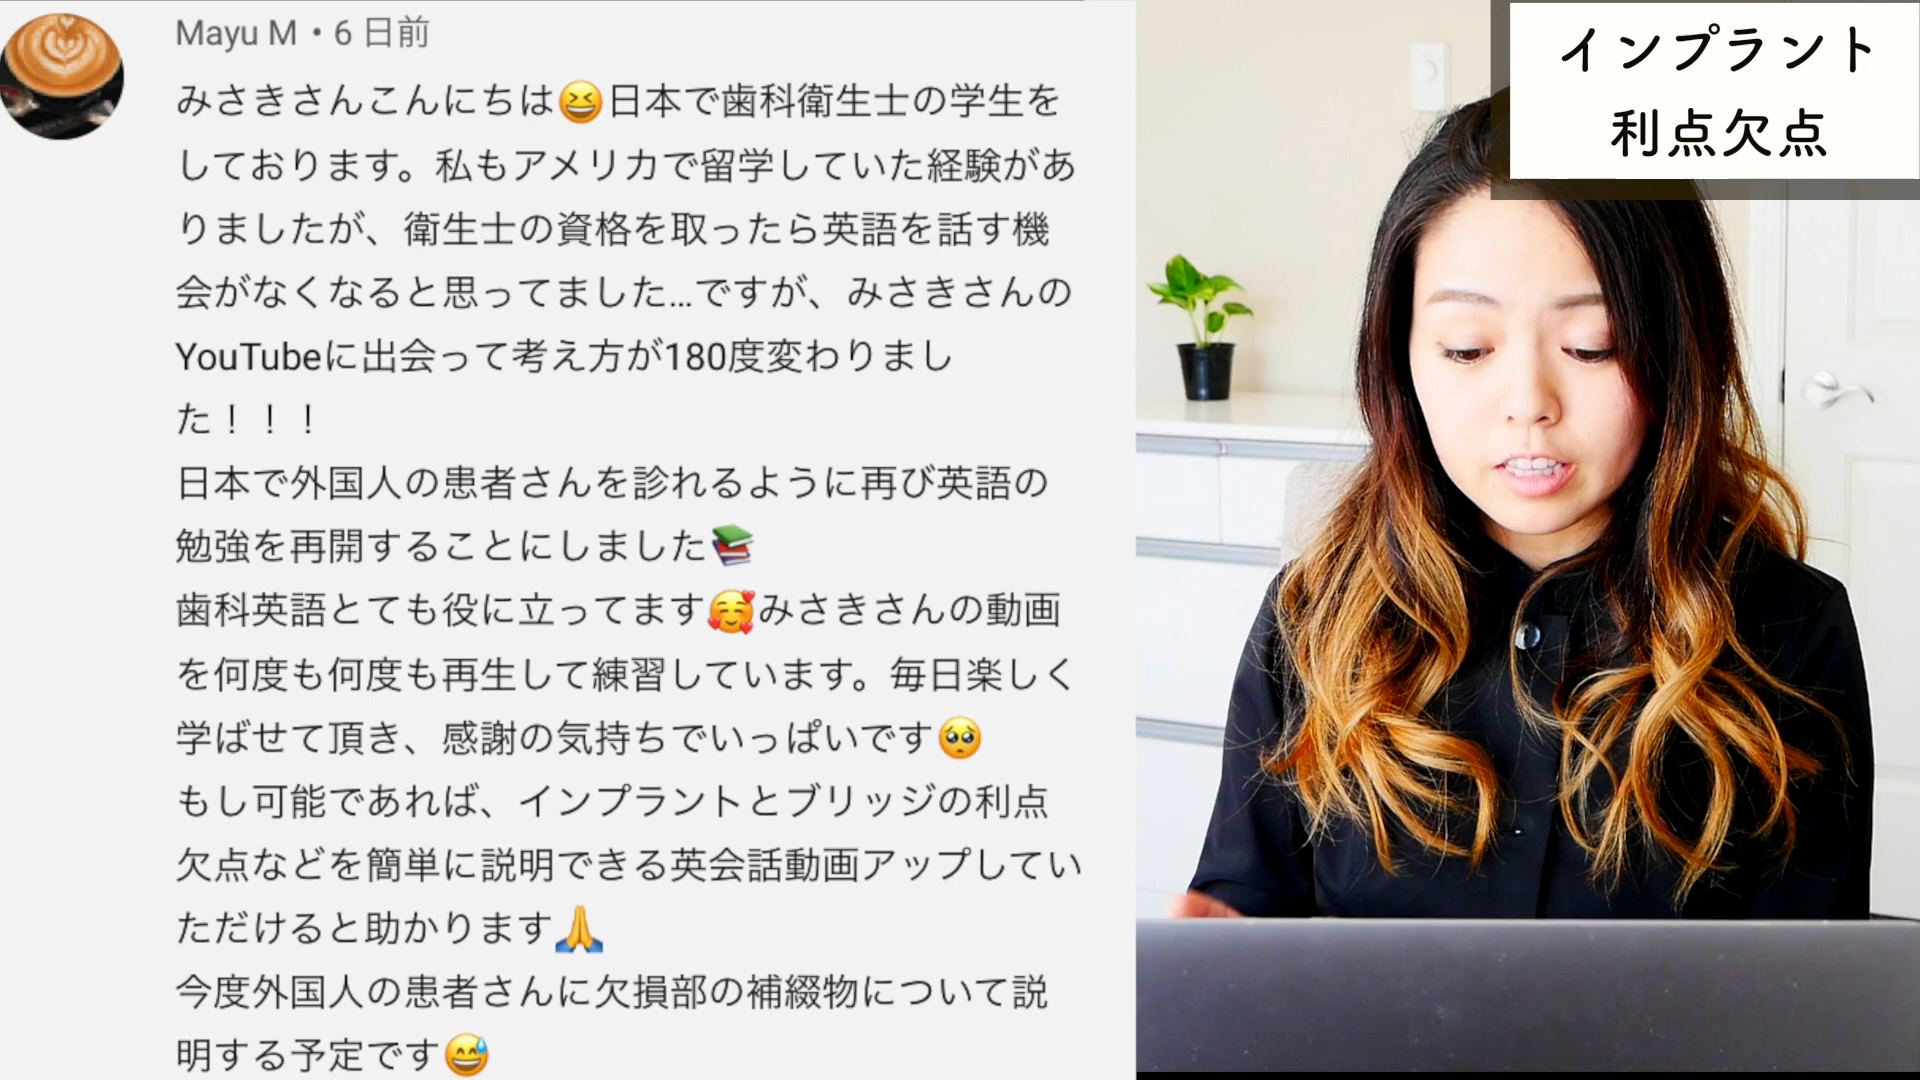 Mayu M • 6 日前
みさきさんこんにちは😆日本で歯科衛生士の学生を
しております。私もアメリカで留学していた経験があ
りましたが、衛生士の資格を取ったら英語を話す機
会がなくなると思ってました...ですが、みさきさんの
YouTubeに出会って考え方が180度変わりまし
た！！！
日本で外国人の患者さんを診れるように再び英語の
勉強を再開することにしました📚
歯科英語とても役に立ってます🥰みさきさんの動画
を何度も何度も再生して練習しています。毎日楽しく
学ばせて頂き、感謝の気持ちでいっぱいです🥺
もし可能であれば、インプラントとブリッジの利点
欠点などを簡単に説明できる英会話動画アップしてい
ただけると助かります🙏
今度外国人の患者さんに欠損部の補綴物について説
明する予定です😅
インプラント
利点欠点